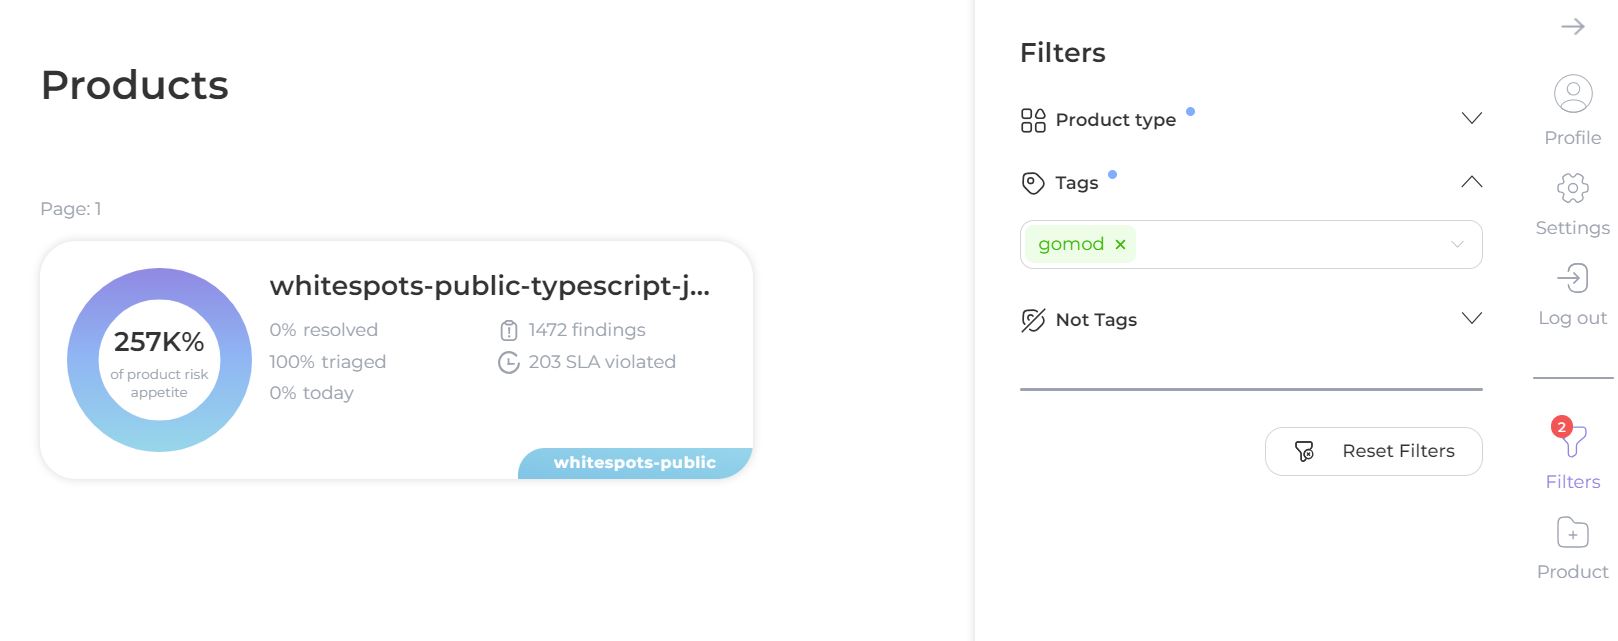 Products
Page: 1
257K%
of product risk
appetite
whitespots-public-typescript-j...
0% resolved
1472 findings
100% triaged
203 SLA violated
0% today
whitespots-public
Filters
Product type
Tags
gomod ×
Not Tags
Reset Filters
Profile
Settings
Log out
2
Filters
Product